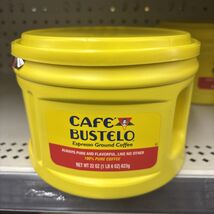 CAFÉ
BUSTELO
Espresso Ground Coffee
ALWAYS PURE AND FLAVORFUL, LIKE NO OTHER
100% PURE COFFEE
NET WT 22 OZ (1 LB 6 OZ) 623g